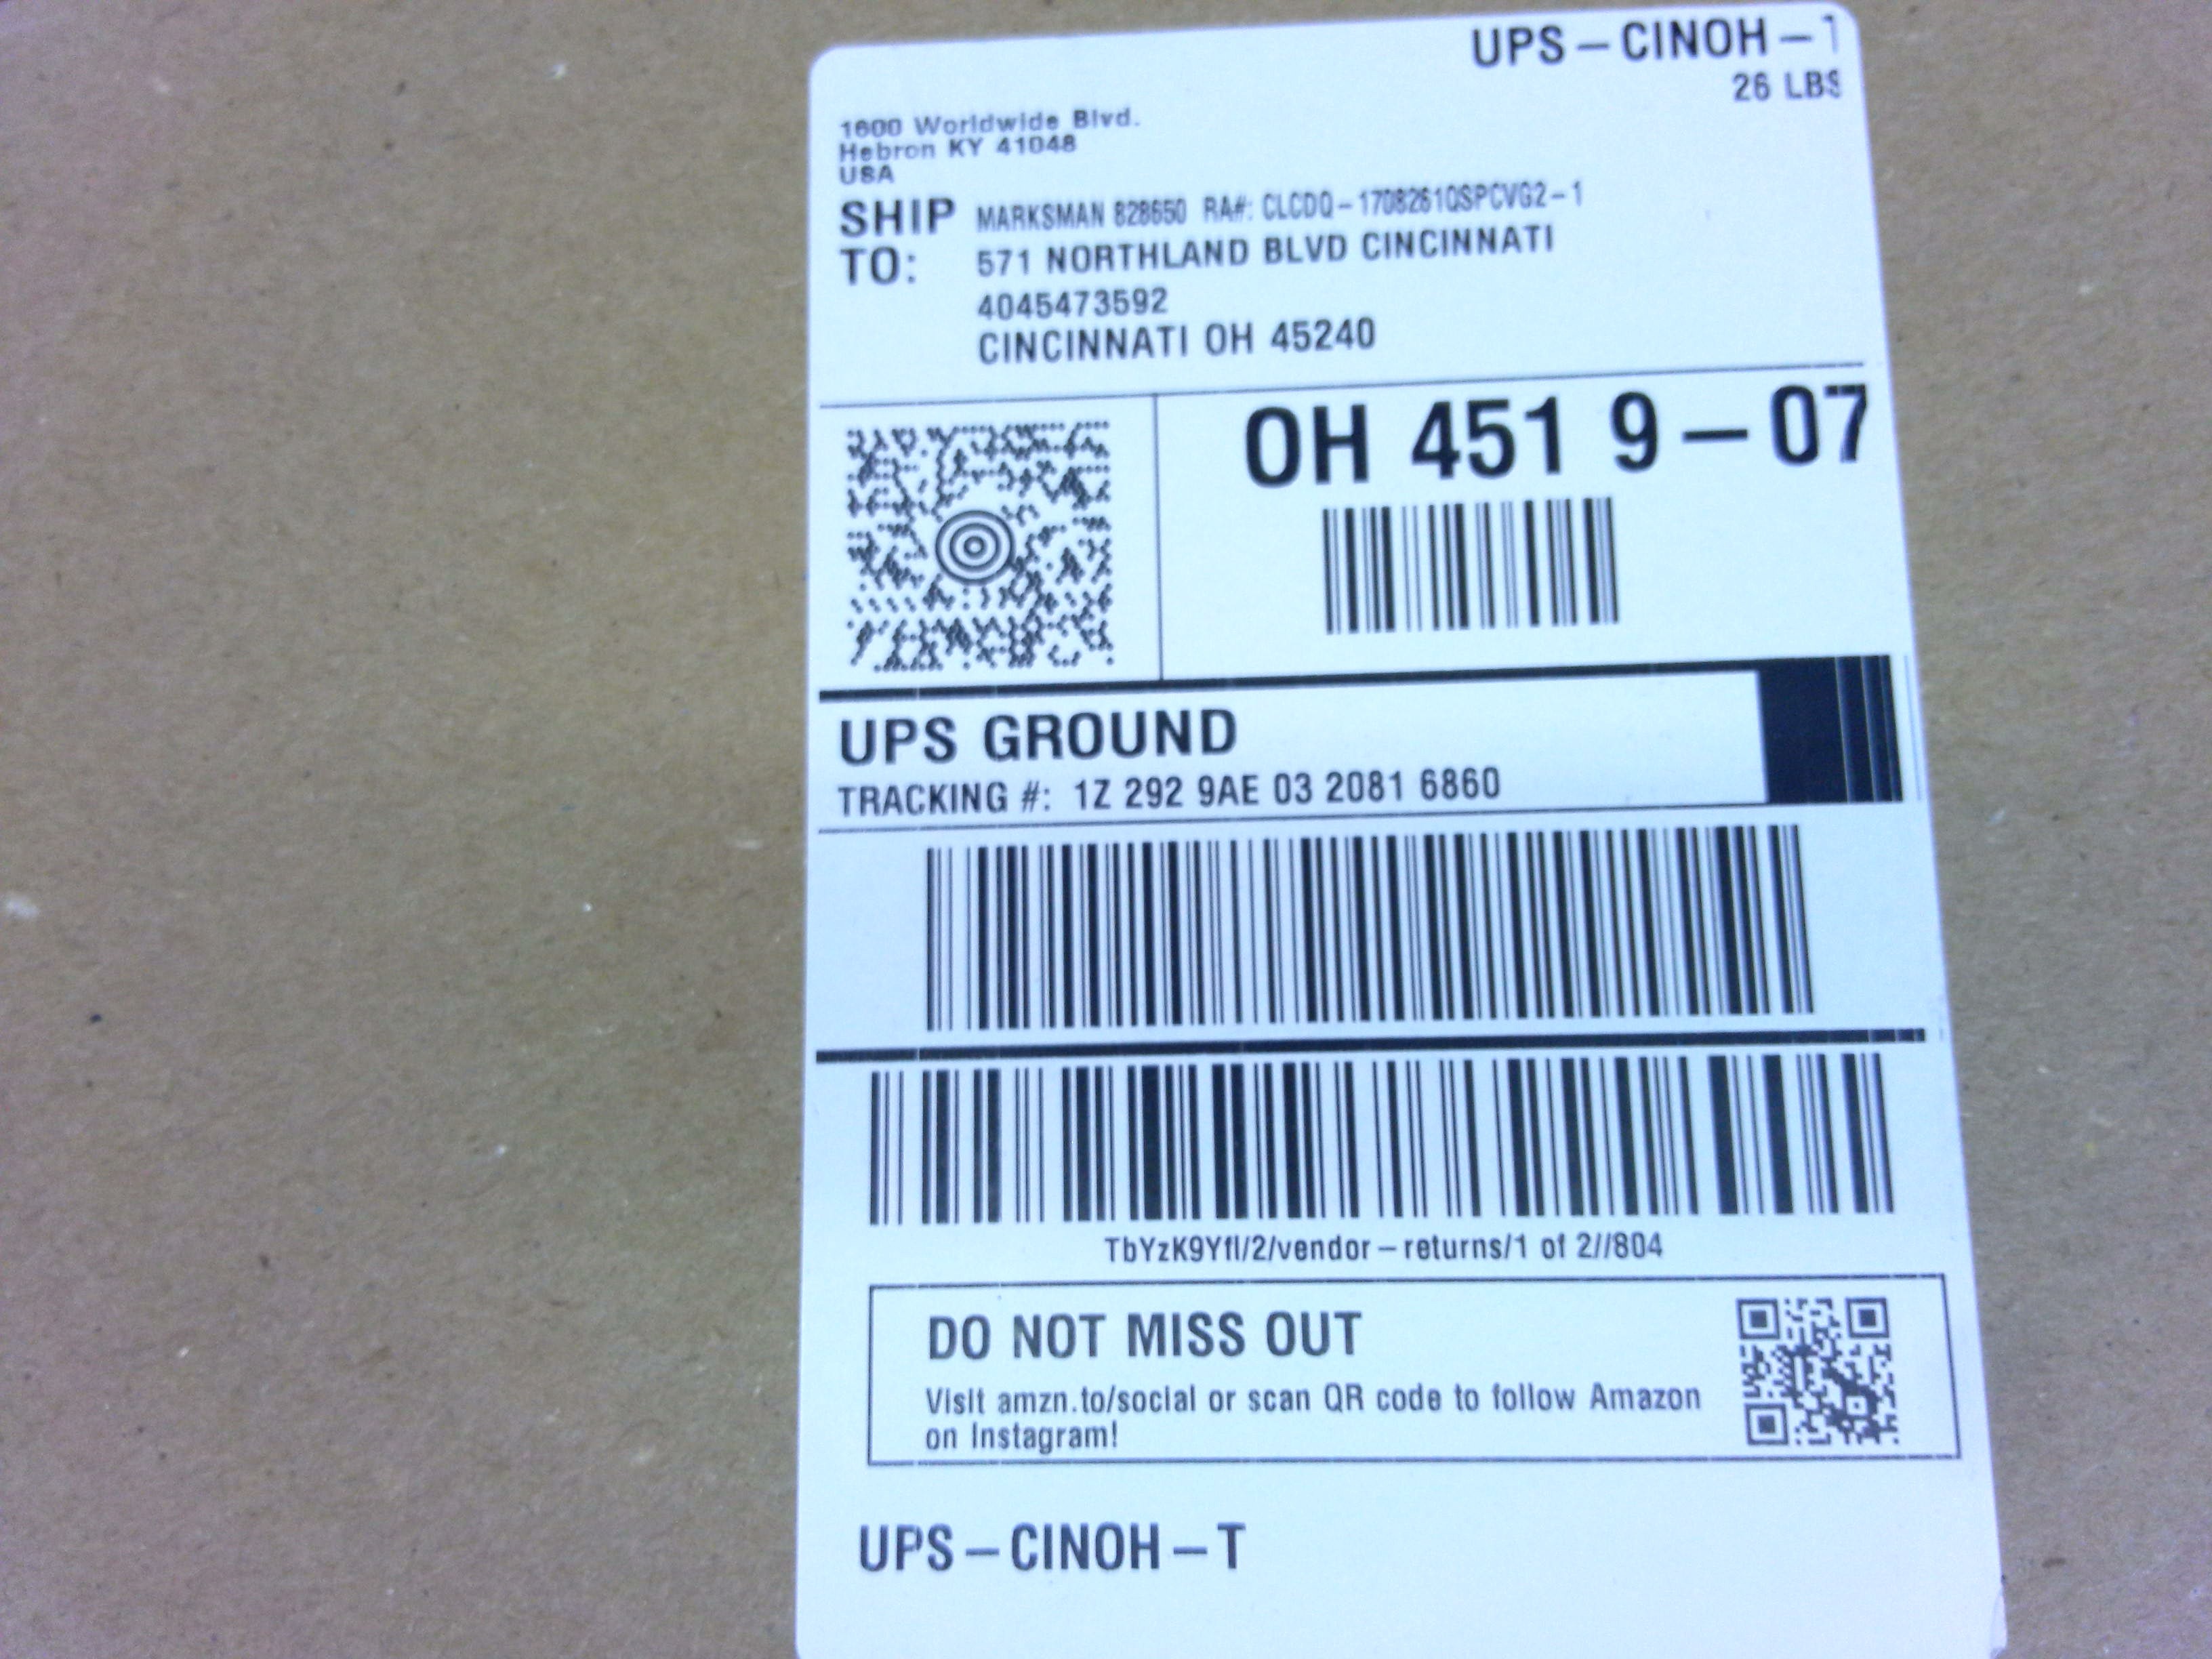 UPS – CINOH –
26 LBS
1600 Worldwide Blvd.
Hebron KY 41048
USA
SHIP TO:
MARKSMAN 828650 RA#: CLCDQ – 1708261QSPCVG2 – 1
571 NORTHLAND BLVD CINCINNATI
4045473592
CINCINNATI OH 45240
OH 451 9 – 07
UPS GROUND
TRACKING #: 1Z 292 9AE 03 2081 6860
TbYzK9Yfl/2/vendor – returns/1 of 2//804
DO NOT MISS OUT
Visit amzn.to/social or scan QR code to follow Amazon
on Instagram!
UPS – CINOH – T